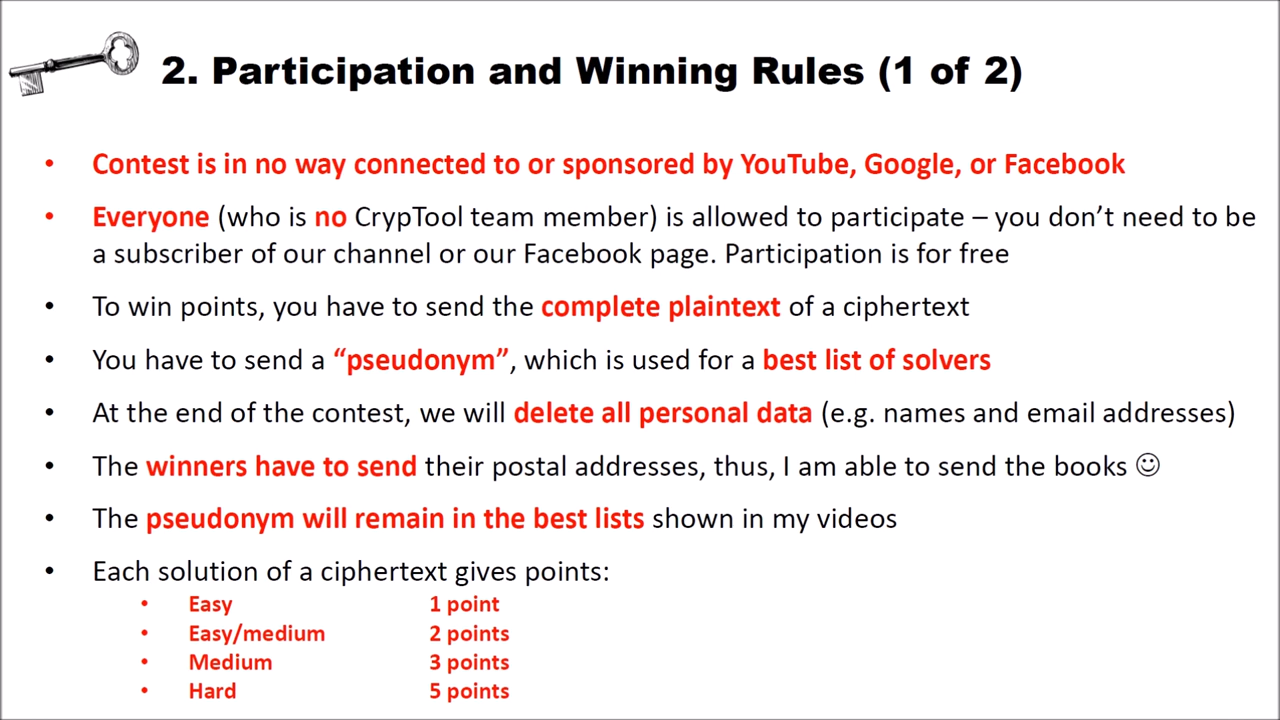 2. Participation and Winning Rules (1 of 2)
• Contest is in no way connected to or sponsored by YouTube, Google, or Facebook
• Everyone (who is no CrypTool team member) is allowed to participate – you don’t need to be
a subscriber of our channel or our Facebook page. Participation is for free
• To win points, you have to send the complete plaintext of a ciphertext
• You have to send a “pseudonym”, which is used for a best list of solvers
• At the end of the contest, we will delete all personal data (e.g. names and email addresses)
• The winners have to send their postal addresses, thus, I am able to send the books ☺
• The pseudonym will remain in the best lists shown in my videos
• Each solution of a ciphertext gives points:
• Easy 1 point
• Easy/medium 2 points
• Medium 3 points
• Hard 5 points